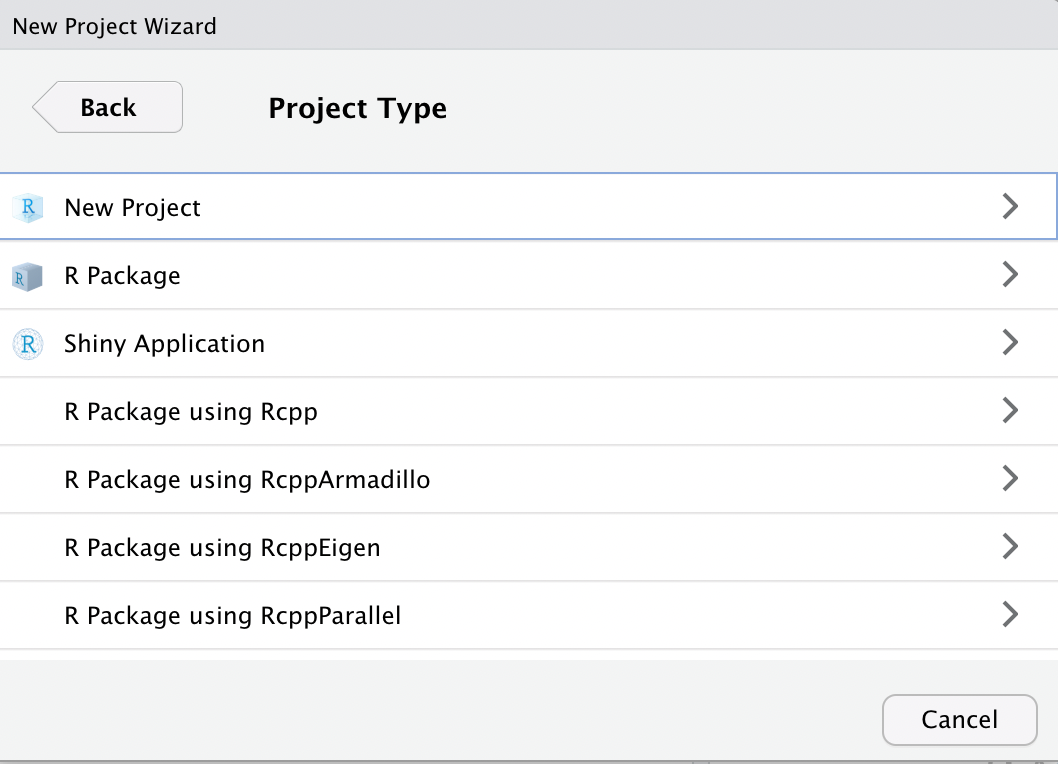 New Project Wizard
Back
Project Type
R New Project
R R Package
R Shiny Application
R Package using Rcpp
R Package using RcppArmadillo
R Package using RcppEigen
R Package using RcppParallel
Cancel